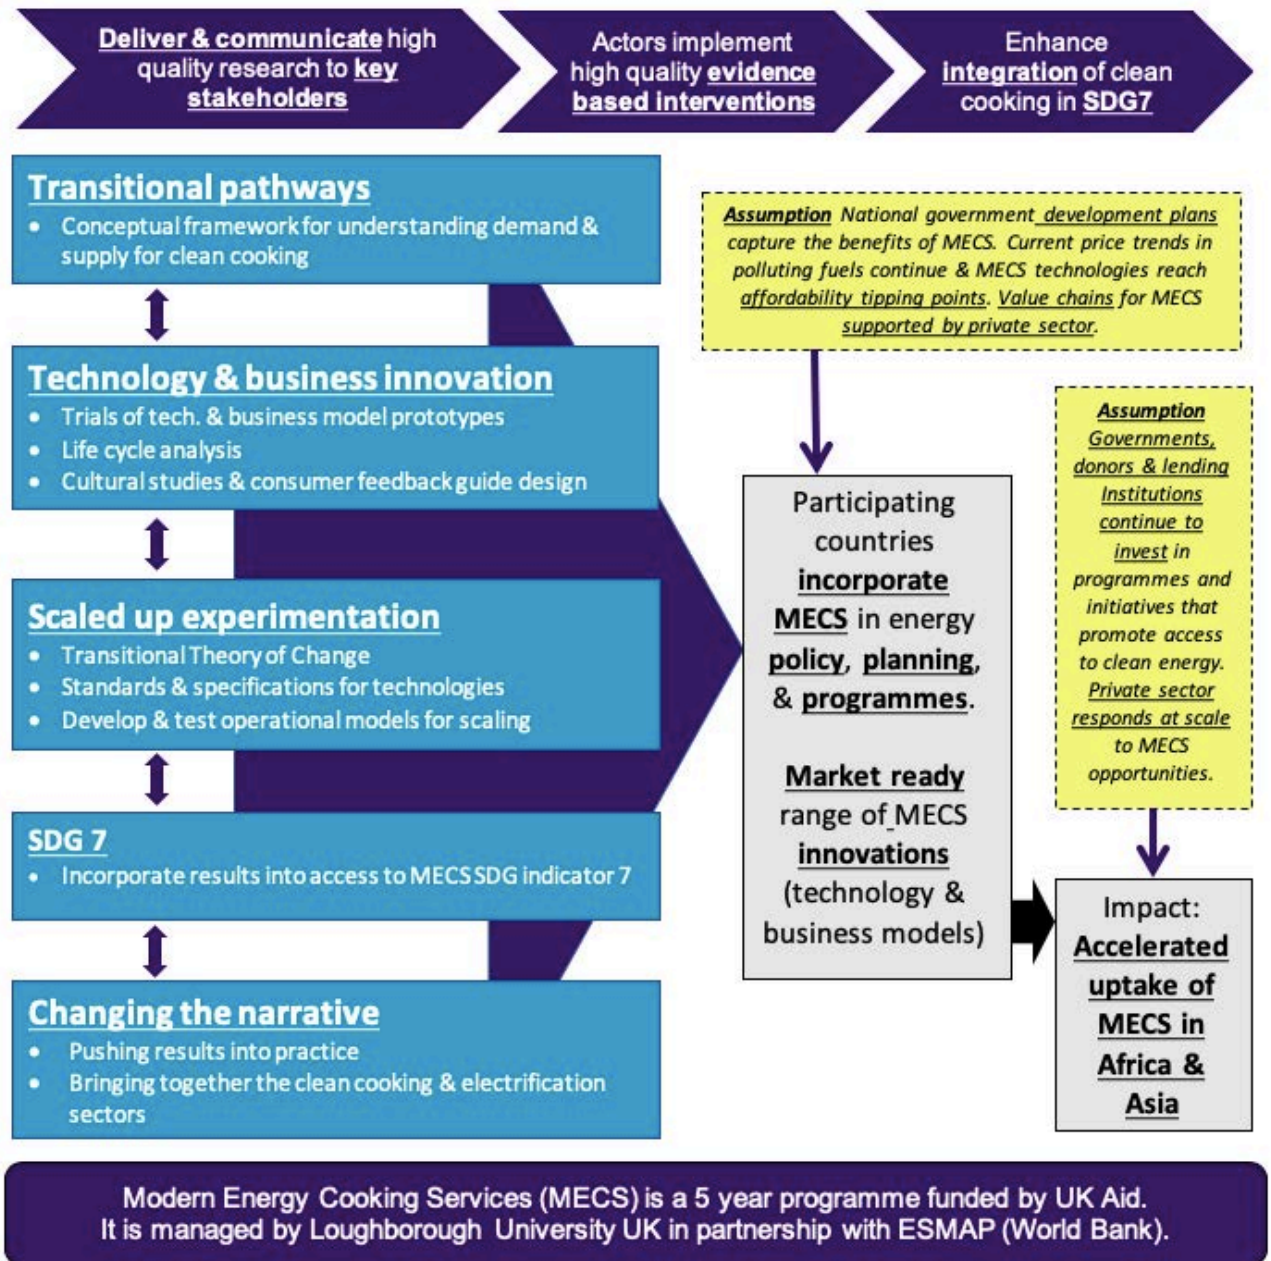 Deliver & communicate high
quality research to key
stakeholders
Actors implement
high quality evidence
based interventions
Enhance
integration of clean
cooking in SDG7
Transitional pathways
• Conceptual framework for understanding demand &
supply for clean cooking
Technology & business innovation
• Trials of tech. & business model prototypes
• Life cycle analysis
• Cultural studies & consumer feedback guide design
Scaled up experimentation
• Transitional Theory of Change
• Standards & specifications for technologies
• Develop & test operational models for scaling
SDG 7
• Incorporate results into access to MECS SDG indicator 7
Changing the narrative
• Pushing results into practice
• Bringing together the clean cooking & electrification
sectors
Assumption National government development plans
capture the benefits of MECS. Current price trends in
polluting fuels continue & MECS technologies reach
affordability tipping points. Value chains for MECS
supported by private sector.
Participating
countries
incorporate
MECS in energy
policy, planning,
& programmes.
Market ready
range of MECS
innovations
(technology &
business models)
Assumption
Governments,
donors & lending
Institutions
continue to
invest in
programmes and
initiatives that
promote access
to clean energy.
Private sector
responds at scale
to MECS
opportunities.
Impact:
Accelerated
uptake of
MECS in
Africa &
Asia
Modern Energy Cooking Services (MECS) is a 5 year programme funded by UK Aid.
It is managed by Loughborough University UK in partnership with ESMAP (World Bank).